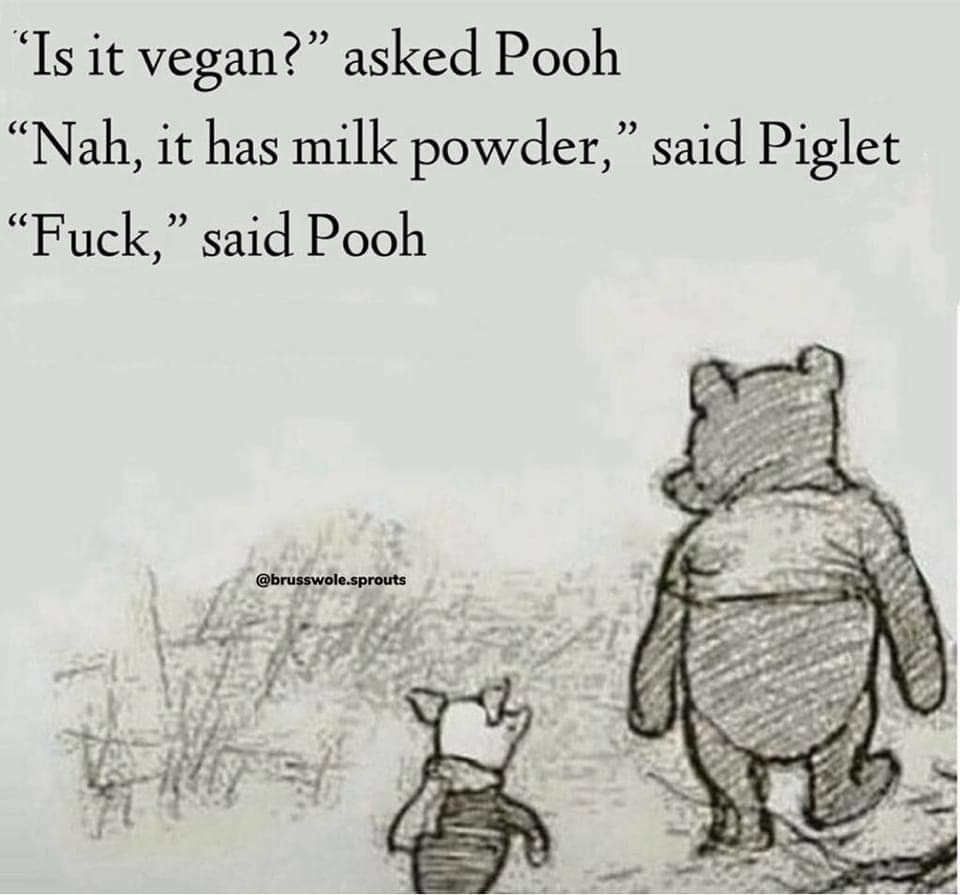 ‘Is it vegan?” asked Pooh
“Nah, it has milk powder,” said Piglet
“Fuck,” said Pooh
@brusswole.sprouts